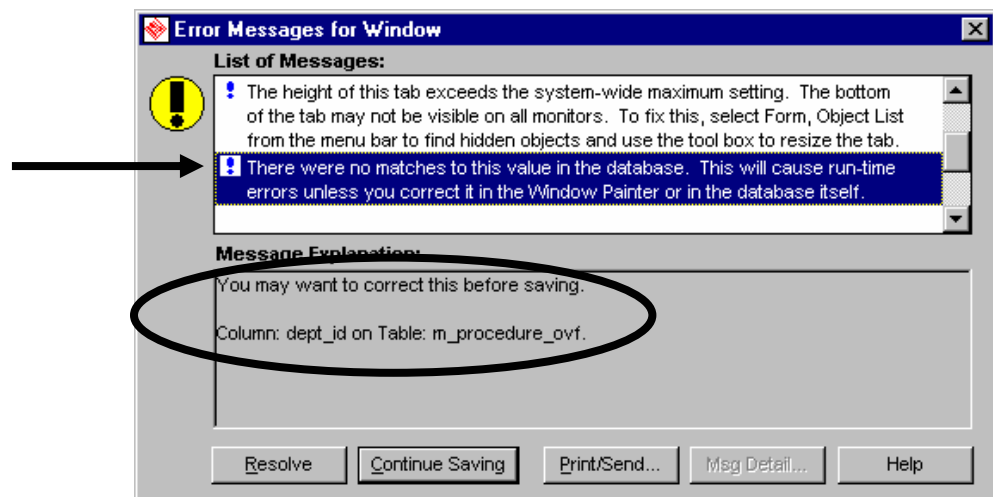 Error Messages for Window
List of Messages:
The height of this tab exceeds the system-wide maximum setting. The bottom
of the tab may not be visible on all monitors. To fix this, select Form, Object List
from the menu bar to find hidden objects and use the tool box to resize the tab.
There were no matches to this value in the database. This will cause run-time
errors unless you correct it in the Window Painter or in the database itself.
Message Explanation:
You may want to correct this before saving.
Column: dept_id on Table: m_procedure_ovf.
Resolve Continue Saving Print/Send... Msg Detail... Help